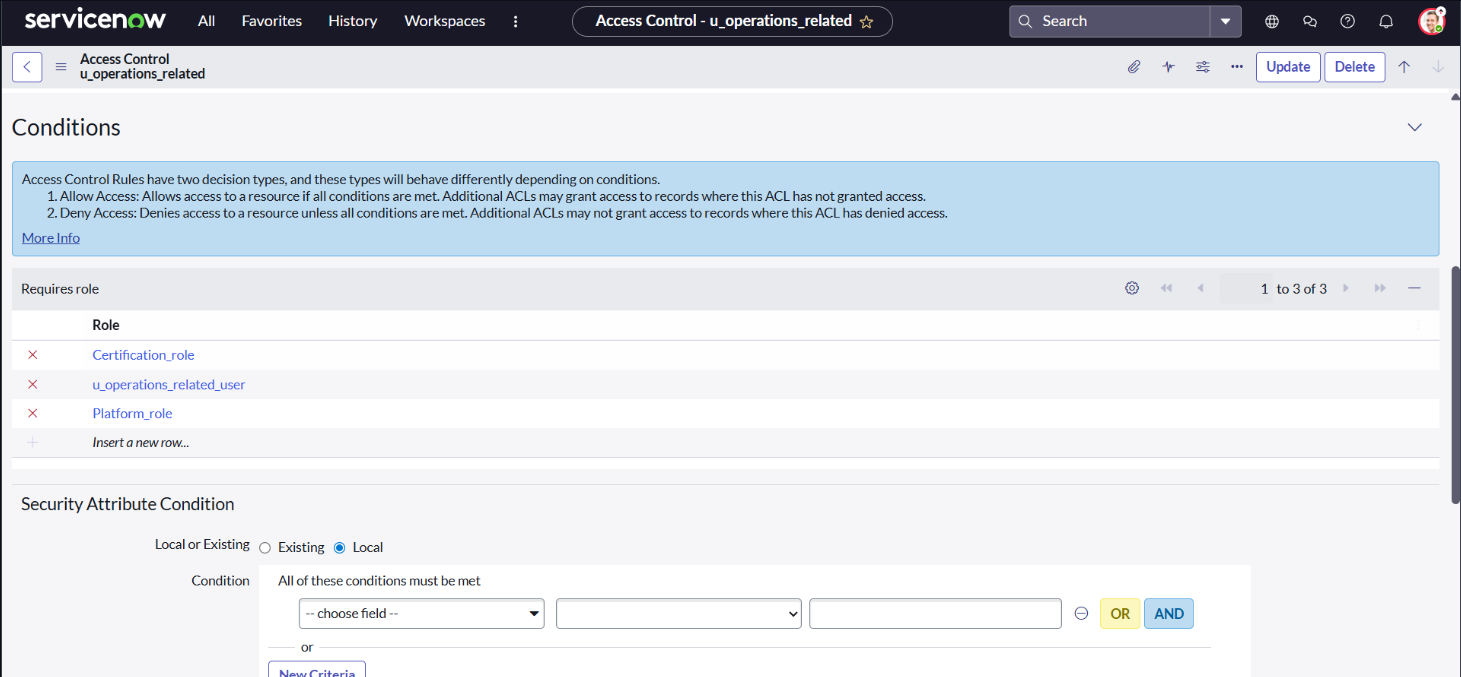 servicenow All Favorites History Workspaces Access Control - u_operations_related Search
Access Control
u_operations_related
Update Delete
Conditions
Access Control Rules have two decision types, and these types will behave differently depending on conditions.
1. Allow Access: Allows access to a resource if all conditions are met. Additional ACLs may grant access to records where this ACL has not granted access.
2. Deny Access: Denies access to a resource unless all conditions are met. Additional ACLs may not grant access to records where this ACL has denied access.
More Info
Requires role 1 to 3 of 3
Role
Certification_role
u_operations_related_user
Platform_role
Insert a new row...
Security Attribute Condition
Local or Existing Existing Local
Condition All of these conditions must be met
-- choose field -- OR AND
or
New Criteria